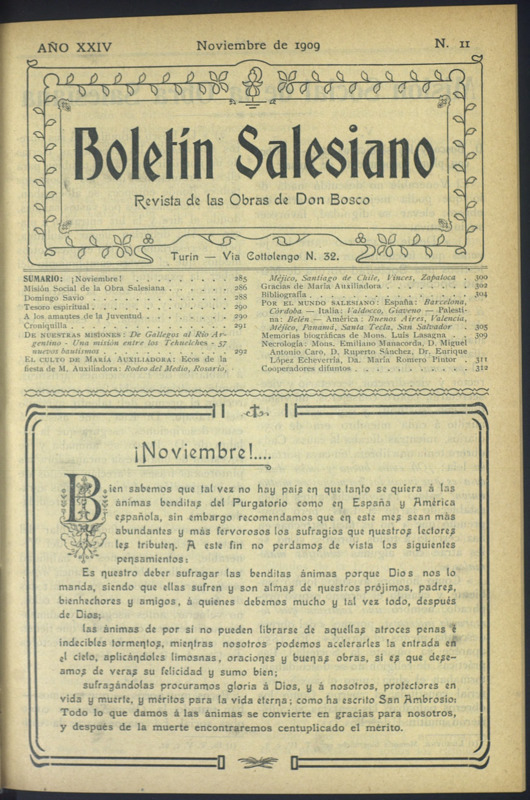 AÑO XXIV Noviembre de 1909 N. 11
Boletín Salesiano
Revista de las Obras de Don Bosco
Turin — Via Cottolengo N. 32.
SUMARIO: ¡Noviembre! . . . . . . . . . . 285
Misión Social de la Obra Salesiana . . . . . . 286
Domingo Savio . . . . . . . . . . . . 288
Tesoro espiritual . . . . . . . . . . . . 290
A los amantes de la Juventud . . . . . . . . 290
Croniquilla . . . . . . . . . . . . . 291
DE NUESTRAS MISIONES: De Gallegos al Río Ar-
gentino - Una misión entre los Tehuelches - 37
nuevos bautismos . . . . . . . . . . . 292
EL CULTO DE MARÍA AUXILIADORA: Ecos de la
fiesta de M. Auxiliadora: Rodeo del Medio, Rosario,
Méjico, Santiago de Chile, Vinces, Zapatoca . 300
Gracias de María Auxiliadora . . . . . . . 302
Bibliografía . . . . . . . . . . . . . 304
POR EL MUNDO SALESIANO: España: Barcelona,
Córdoba — Italia: Valdocco, Giaveno — Palesti-
na: Belén — América: Buenos Aires, Valencia,
Méjico, Panamá, Santa Tecla, San Salvador 305
Memorias biográficas de Mons. Luis Lasagna . . 309
Necrología: Mons. Emiliano Manacorda, D. Miguel
Antonio Caro, D. Ruperto Sánchez, Dr. Enrique
López Echeverría, Da. María Romero Pintor . . 311
Cooperadores difuntos . . . . . . . . . . 312
¡Noviembre!....
Bien sabemos que tal vez no hay país en que tanto se quiera á las
ánimas benditas del Purgatorio como en España y América
española, sin embargo recomendamos que en este mes sean más
abundantes y más fervorosos los sufragios que nuestros lectores
les tributen. A este fin no perdamos de vista los siguientes
pensamientos:
Es nuestro deber sufragar las benditas ánimas porque Dios nos lo
manda, siendo que ellas sufren y son almas de nuestros prójimos, padres,
bienhechores y amigos, á quienes debemos mucho y tal vez todo, después
de Dios;
las ánimas de por sí no pueden librarse de aquellas atroces penas é
indecibles tormentos, mientras nosotros podemos acelerarles la entrada en
el cielo, aplicándoles limosnas, oraciones y buenas obras, si es que dese-
amos de veras su felicidad y sumo bien;
sufragándolas procuramos gloria á Dios, y á nosotros, protectores en
vida y muerte, y méritos para la vida eterna; como ha escrito San Ambrosio:
Todo lo que damos á las ánimas se convierte en gracias para nosotros,
y después de la muerte encontraremos centuplicado el mérito.